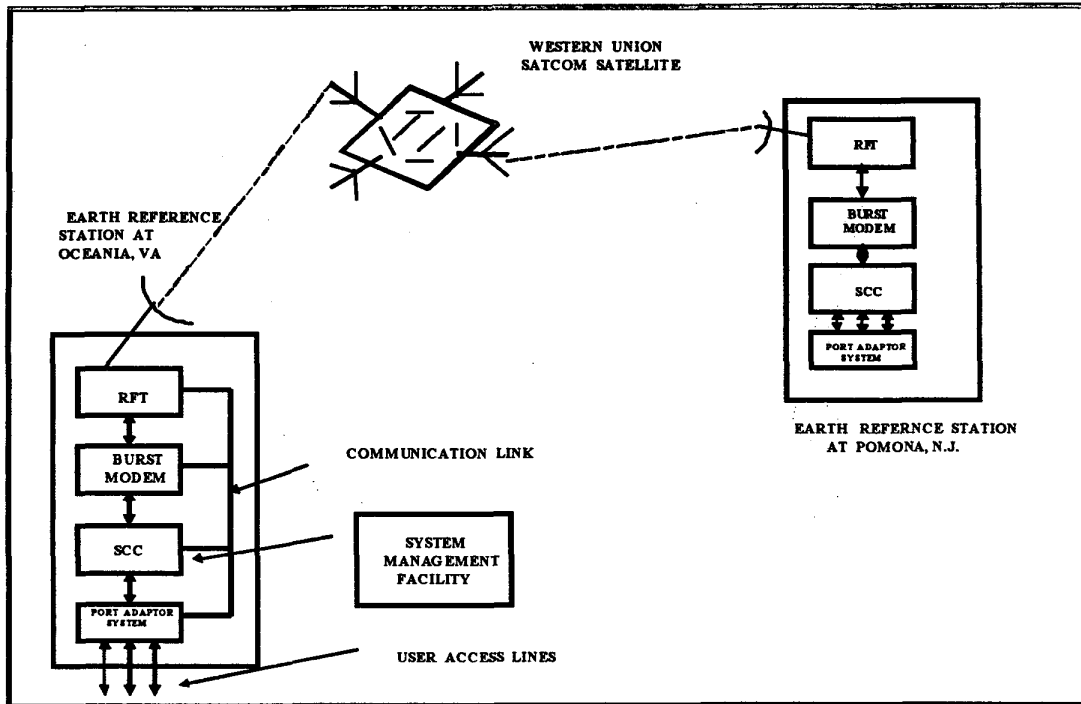 WESTERN UNION
SATCOM SATELLITE
EARTH REFERENCE
STATION AT
OCEANIA, VA
RFT
BURST
MODEM
SCC
PORT ADAPTOR
SYSTEM
COMMUNICATION LINK
SYSTEM
MANAGEMENT
FACILITY
USER ACCESS LINES
RFT
BURST
MODEM
SCC
PORT ADAPTOR
SYSTEM
EARTH REFERNCE STATION
AT POMONA, N.J.